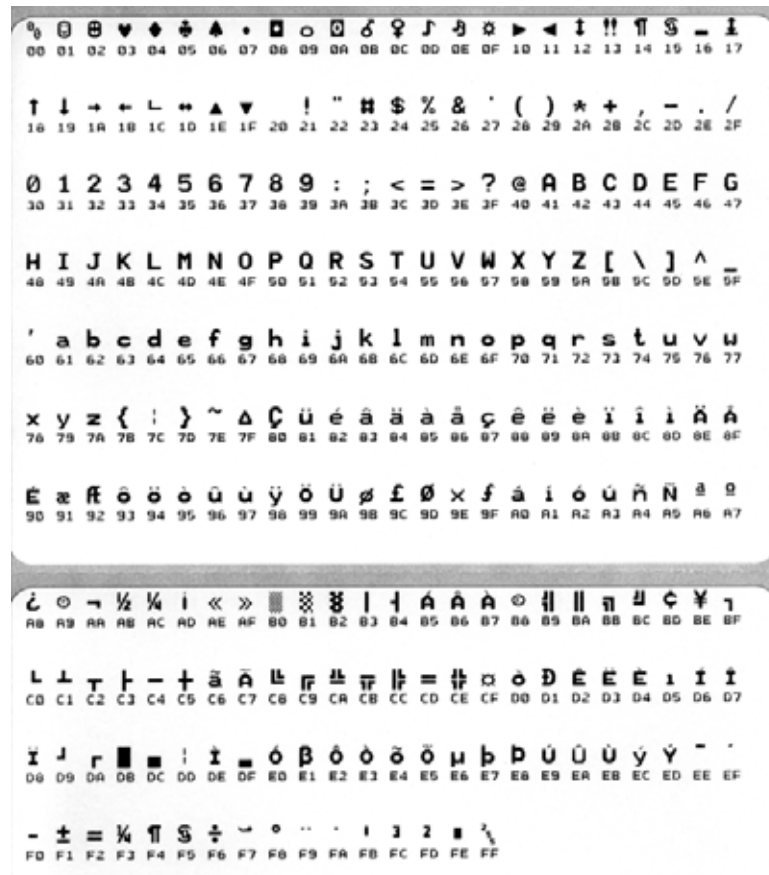 ␀ ☺ ☻ ♥ ♦ ♣ ♠ • ◘ ○ ◙ ♂ ♀ ♪ ♫ ☼ ► ◄ ↕ ‼ ¶ § ▬ ↨
00 01 02 03 04 05 06 07 08 09 0A 0B 0C 0D 0E 0F 10 11 12 13 14 15 16 17
↑ ↓ → ← ∟ ↔ ▲ ▼ ! " # $ % & ' ( ) * + , - . /
18 19 1A 1B 1C 1D 1E 1F 20 21 22 23 24 25 26 27 28 29 2A 2B 2C 2D 2E 2F
0 1 2 3 4 5 6 7 8 9 : ; < = > ? @ A B C D E F G
30 31 32 33 34 35 36 37 38 39 3A 3B 3C 3D 3E 3F 40 41 42 43 44 45 46 47
H I J K L M N O P Q R S T U V W X Y Z [ \ ] ^ _
48 49 4A 4B 4C 4D 4E 4F 50 51 52 53 54 55 56 57 58 59 5A 5B 5C 5D 5E 5F
' a b c d e f g h i j k l m n o p q r s t u v w
60 61 62 63 64 65 66 67 68 69 6A 6B 6C 6D 6E 6F 70 71 72 73 74 75 76 77
x y z { ¦ } ~ ∆ Ç ü é â ä à å ç ê ë è ï î ì Ä Å
78 79 7A 7B 7C 7D 7E 7F 80 81 82 83 84 85 86 87 88 89 8A 8B 8C 8D 8E 8F
É æ Æ ô ö ò û ù ÿ Ö Ü ø £ Ø × ƒ á í ó ú ñ Ñ ª º
90 91 92 93 94 95 96 97 98 99 9A 9B 9C 9D 9E 9F A0 A1 A2 A3 A4 A5 A6 A7
¿ ® ¬ ½ ¼ ¡ « » ░ ▒ ▓ │ ┤ Á Â À © ╣ ║ ╗ ╝ ¢ ¥ ┐
A8 A9 AA AB AC AD AE AF B0 B1 B2 B3 B4 B5 B6 B7 B8 B9 BA BB BC BD BE BF
└ ┴ ┬ ├ ─ ┼ ã Ã ╚ ╔ ╩ ╦ ╠ ═ ╬ ¤ ð Ð Ê Ë È ı Í Î
C0 C1 C2 C3 C4 C5 C6 C7 C8 C9 CA CB CC CD CE CF D0 D1 D2 D3 D4 D5 D6 D7
Ï ┘ ┌ █ ▄ ¦ Ì ▬ Ó β Ô Ò õ Õ µ þ Þ Ú Û Ù ý Ý ¯ ´
D8 D9 DA DB DC DD DE DF E0 E1 E2 E3 E4 E5 E6 E7 E8 E9 EA EB EC ED EE EF
- ± = ¾ ¶ § ÷ ¸ ° ¨ · ¹ ³ ² ■
F0 F1 F2 F3 F4 F5 F6 F7 F8 F9 FA FB FC FD FE FF